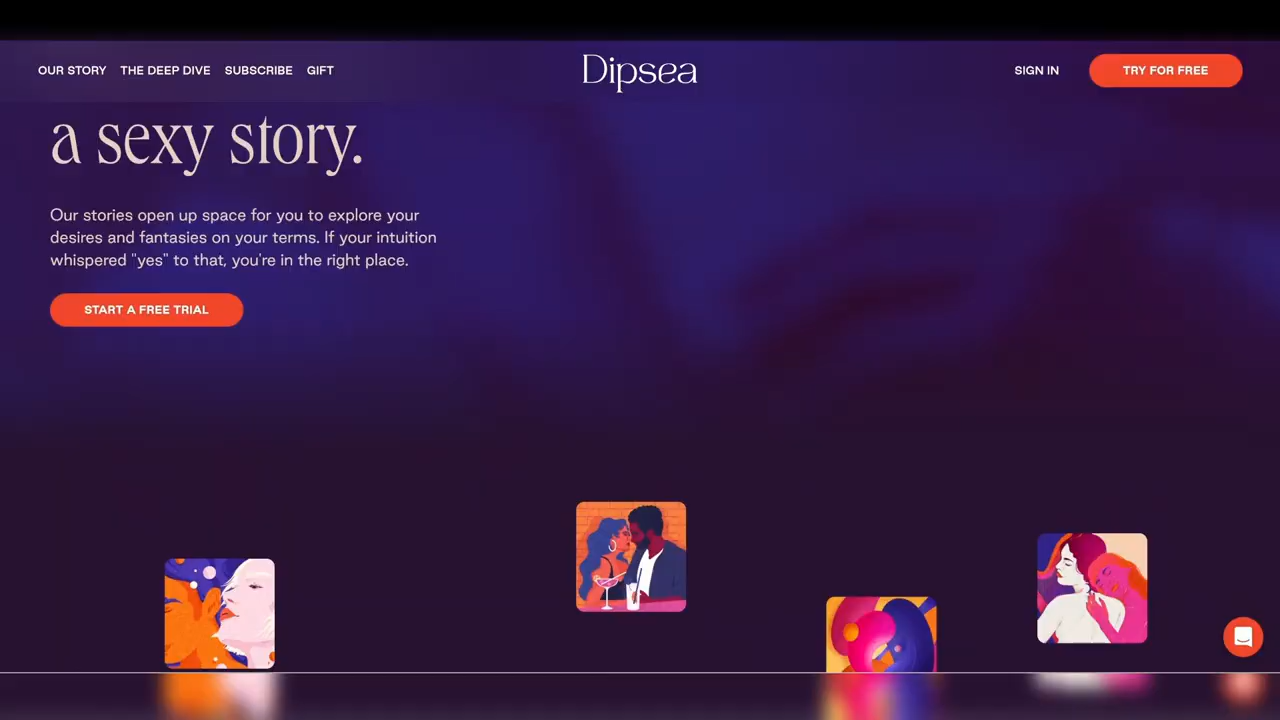 OUR STORY THE DEEP DIVE SUBSCRIBE GIFT Dipsea SIGN IN TRY FOR FREE
a sexy story.
Our stories open up space for you to explore your
desires and fantasies on your terms. If your intuition
whispered "yes" to that, you're in the right place.
START A FREE TRIAL